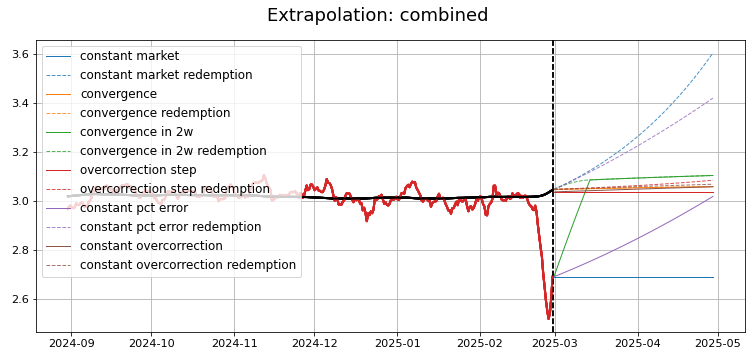 Extrapolation: combined
3.6
3.4
3.2
3.0
2.8
2.6
constant market
constant market redemption
convergence
convergence redemption
convergence in 2w
convergence in 2w redemption
overcorrection step
overcorrection step redemption
constant pct error
constant pct error redemption
constant overcorrection
constant overcorrection redemption
2024-09 2024-10 2024-11 2024-12 2025-01 2025-02 2025-03 2025-04 2025-05